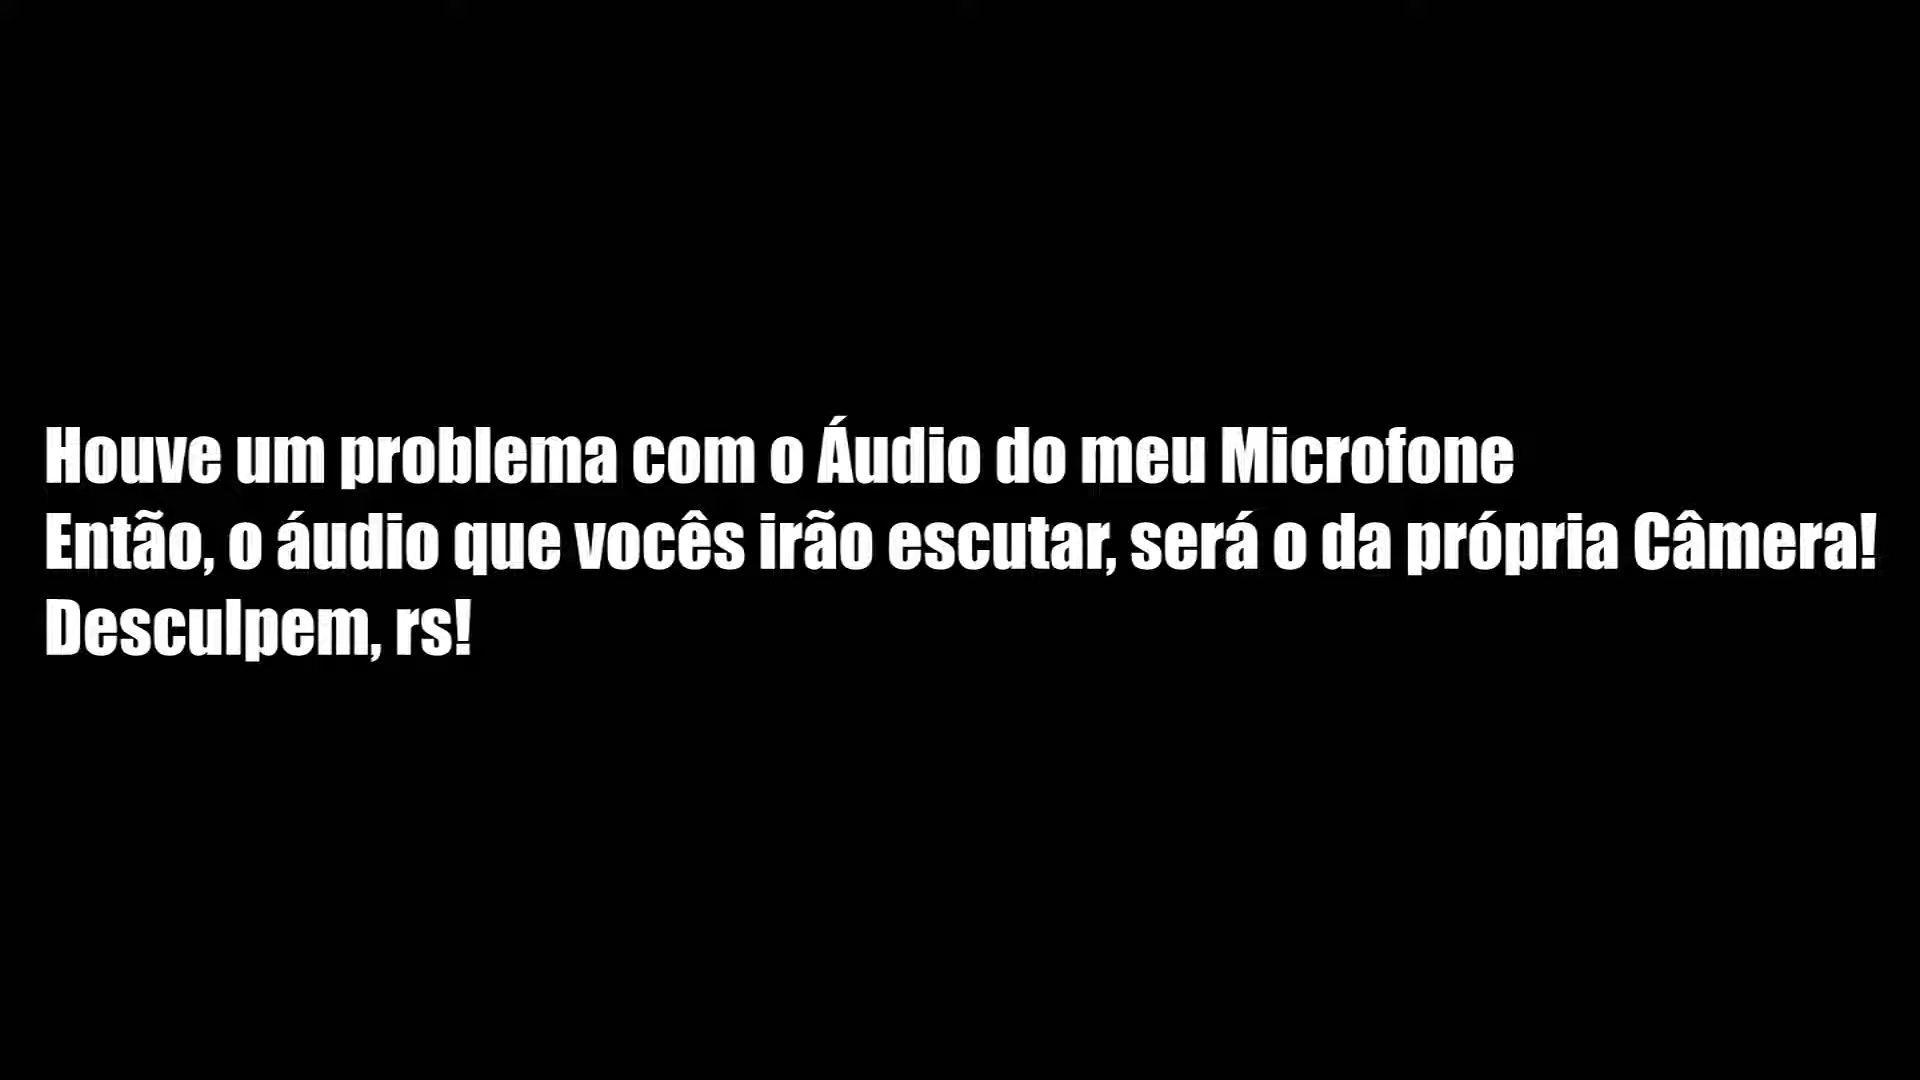 Houve um problema com o Áudio do meu Microfone
Então, o áudio que vocês irão escutar, será o da própria Câmera!
Desculpem, rs!